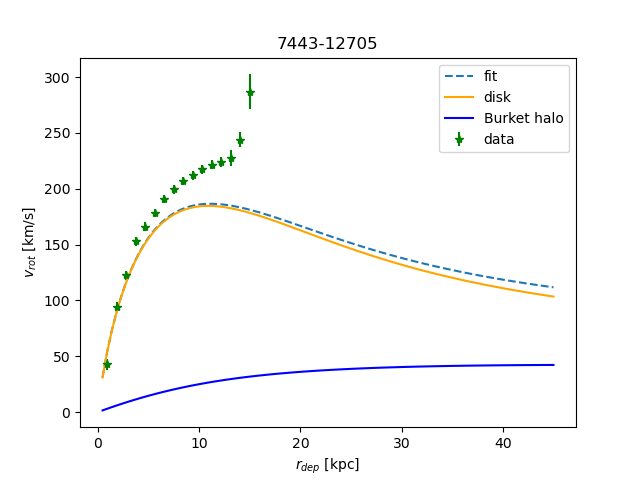 7443-12705
300
250
200
150
100
50
0
v_rot [km/s]
fit
disk
Burket halo
data
0 10 20 30 40
r_dep [kpc]